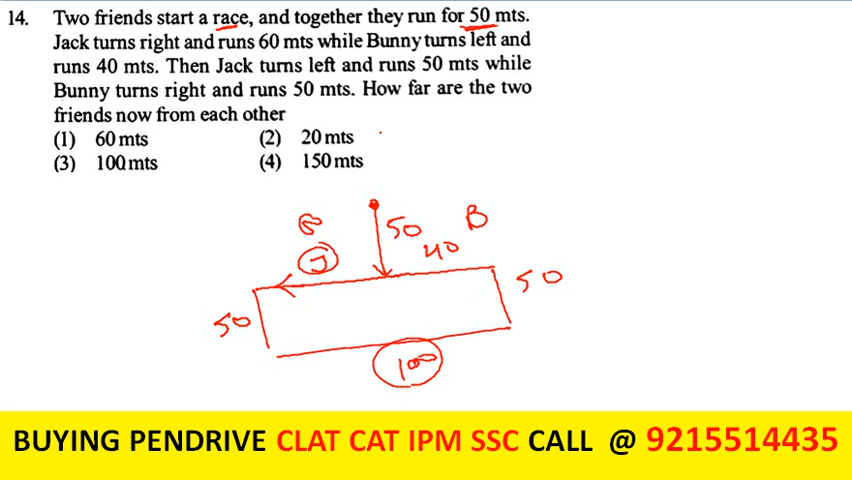 14. Two friends start a race, and together they run for 50 mts.
Jack turns right and runs 60 mts while Bunny turns left and
runs 40 mts. Then Jack turns left and runs 50 mts while
Bunny turns right and runs 50 mts. How far are the two
friends now from each other
(1) 60 mts (2) 20 mts
(3) 100 mts (4) 150 mts
50 B
J 40
50 50
100
BUYING PENDRIVE CLAT CAT IPM SSC CALL @ 9215514435